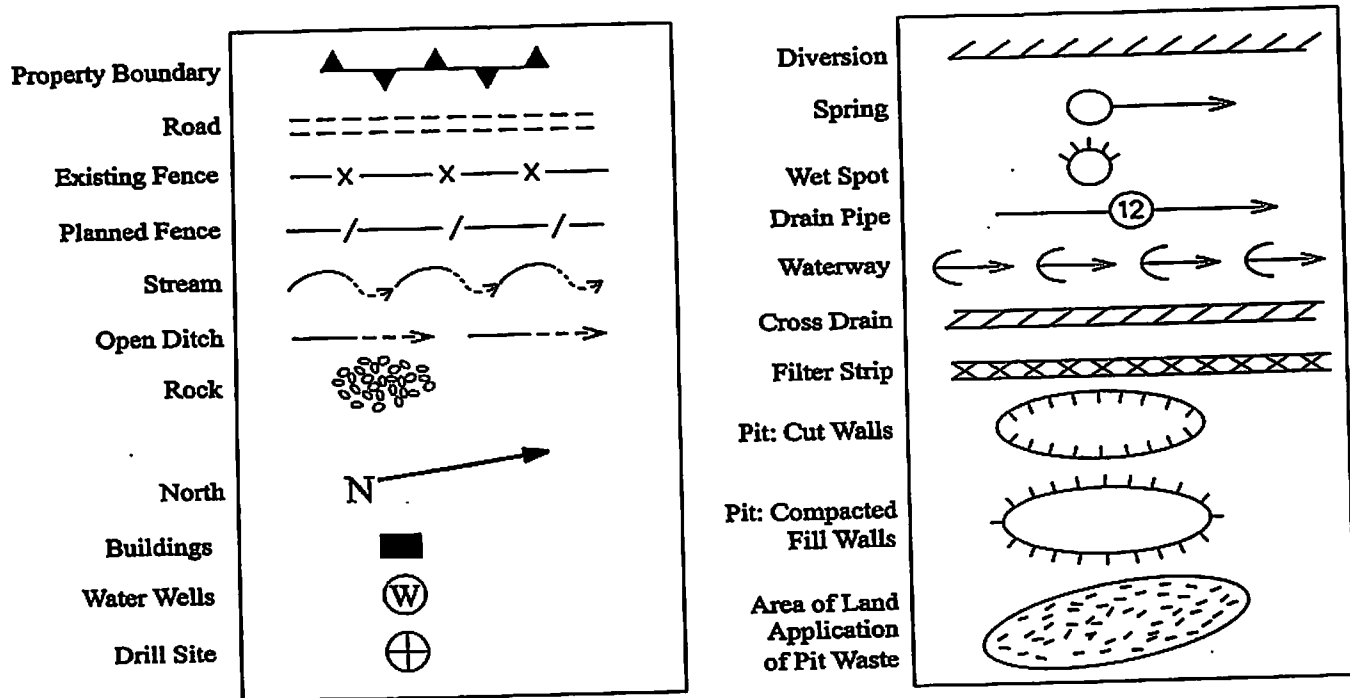 Property Boundary
Road
Existing Fence
X X X
Planned Fence
Stream
Open Ditch
Rock
North
N
Buildings
Water Wells
W
Drill Site
Diversion
Spring
Wet Spot
Drain Pipe
12
Waterway
Cross Drain
Filter Strip
Pit: Cut Walls
Pit: Compacted
Fill Walls
Area of Land
Application
of Pit Waste